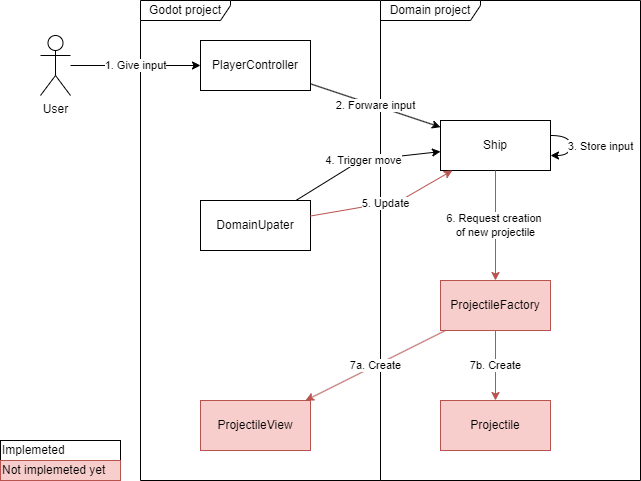 Godot project
Domain project
PlayerController
1. Give input
User
2. Forware input
Ship
3. Store input
4. Trigger move
5. Update
DomainUpater
6. Request creation
of new projectile
ProjectileFactory
7a. Create
7b. Create
ProjectileView
Projectile
Implemeted
Not implemeted yet